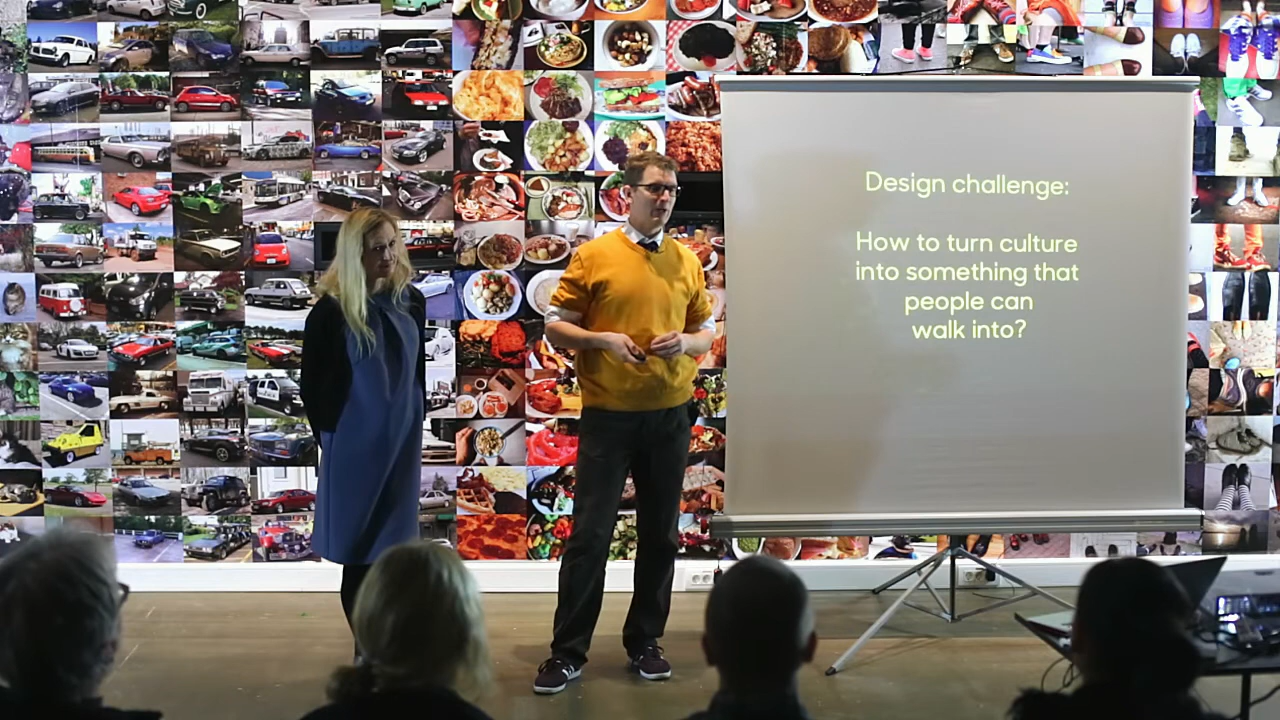 Design challenge:
How to turn culture
into something that
people can
walk into?